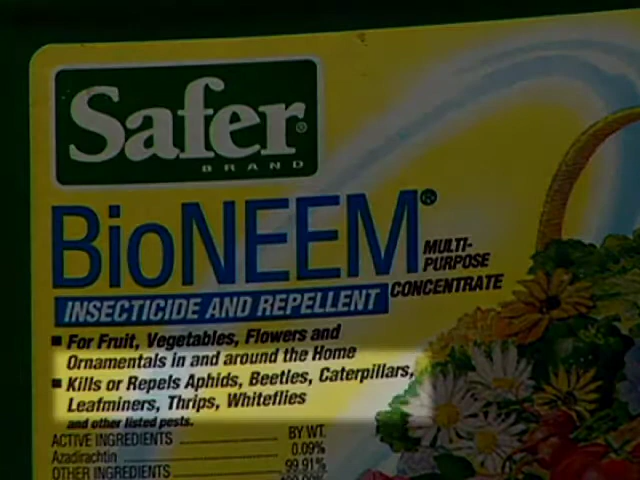 Safer®
BRAND
BioNEEM®
MULTI-
PURPOSE
CONCENTRATE
INSECTICIDE AND REPELLENT
■ For Fruit, Vegetables, Flowers and
Ornamentals in and around the Home
■ Kills or Repels Aphids, Beetles, Caterpillars,
Leafminers, Thrips, Whiteflies
and other listed pests.
ACTIVE INGREDIENTS BY WT.
Azadirachtin 0.09%
OTHER INGREDIENTS 99.91%